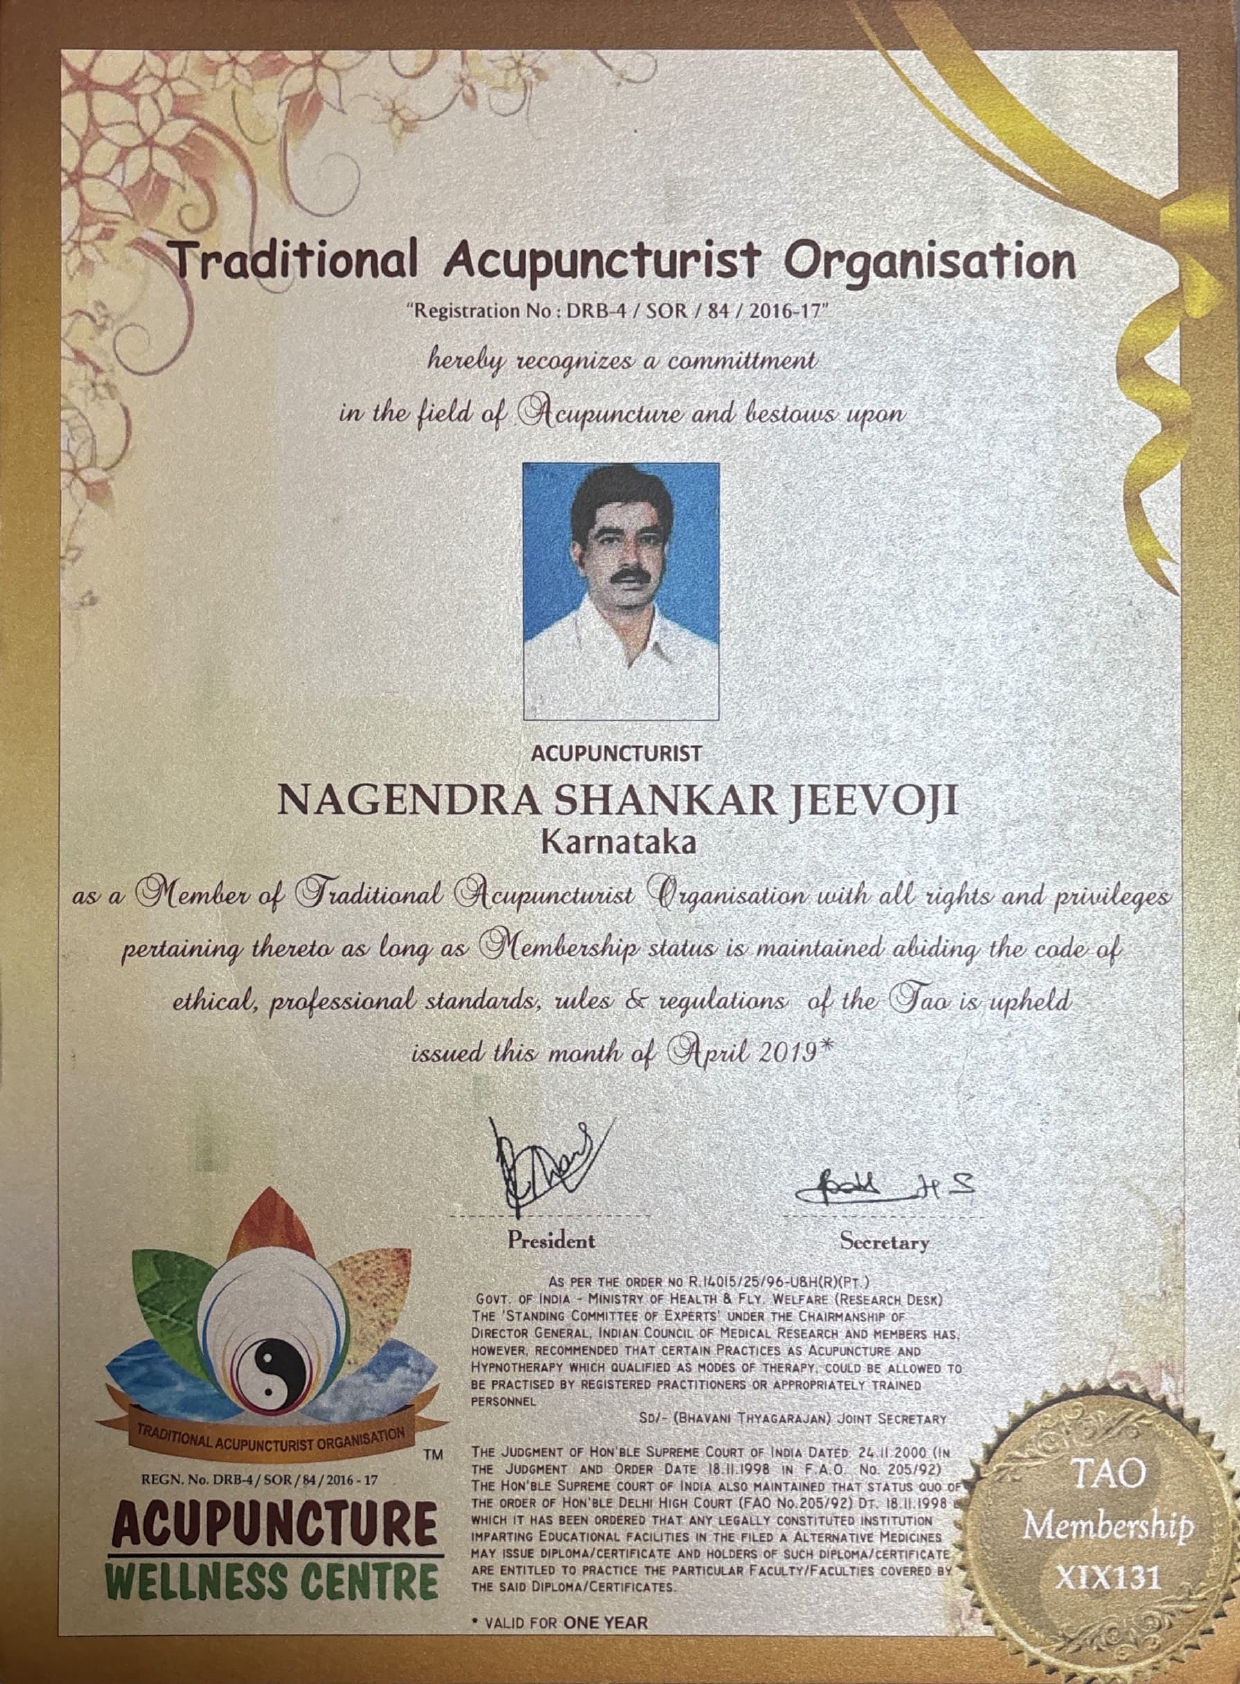 Traditional Acupuncturist Organisation
"Registration No : DRB-4 / SOR / 84 / 2016-17"
hereby recognizes a committment
in the field of Acupuncture and bestows upon
ACUPUNCTURIST
NAGENDRA SHANKAR JEEVOJI
Karnataka
as a Member of Traditional Acupuncturist Organisation with all rights and privileges
pertaining thereto as long as Membership status is maintained abiding the code of
ethical, professional standards, rules & regulations of the Tao is upheld
issued this month of April 2019*
President
Secretary
AS PER THE ORDER NO R.14015/25/96-U&H(R)(PT.)
GOVT. OF INDIA - MINISTRY OF HEALTH & FLY. WELFARE (RESEARCH DESK)
THE 'STANDING COMMITTEE OF EXPERTS' UNDER THE CHAIRMANSHIP OF
DIRECTOR GENERAL, INDIAN COUNCIL OF MEDICAL RESEARCH AND MEMBERS HAS,
HOWEVER, RECOMMENDED THAT CERTAIN PRACTICES AS ACUPUNCTURE AND
HYPNOTHERAPY WHICH QUALIFIED AS MODES OF THERAPY, COULD BE ALLOWED TO
BE PRACTISED BY REGISTERED PRACTITIONERS OR APPROPRIATELY TRAINED
PERSONNEL
SD/- (BHAVANI THYAGARAJAN) JOINT SECRETARY
THE JUDGMENT OF HON'BLE SUPREME COURT OF INDIA DATED: 24.11.2000 (IN
THE JUDGMENT AND ORDER DATE 18.11.1998 IN F.A.O. NO. 205/92)
THE HON'BLE SUPREME COURT OF INDIA ALSO MAINTAINED THAT STATUS QUO OF
THE ORDER OF HON'BLE DELHI HIGH COURT (FAO NO.205/92) DT. 18.11.1998
WHICH IT HAS BEEN ORDERED THAT ANY LEGALLY CONSTITUTED INSTITUTION
IMPARTING EDUCATIONAL FACILITIES IN THE FILED A ALTERNATIVE MEDICINES
MAY ISSUE DIPLOMA/CERTIFICATE AND HOLDERS OF SUCH DIPLOMA/CERTIFICATE
ARE ENTITLED TO PRACTICE THE PARTICULAR FACULTY/FACULTIES COVERED BY
THE SAID DIPLOMA/CERTIFICATES.
* VALID FOR ONE YEAR
TRADITIONAL ACUPUNCTURIST ORGANISATION
TM
REGN. No. DRB-4 / SOR / 84 / 2016 - 17
ACUPUNCTURE
WELLNESS CENTRE
TAO
Membership
XIX131